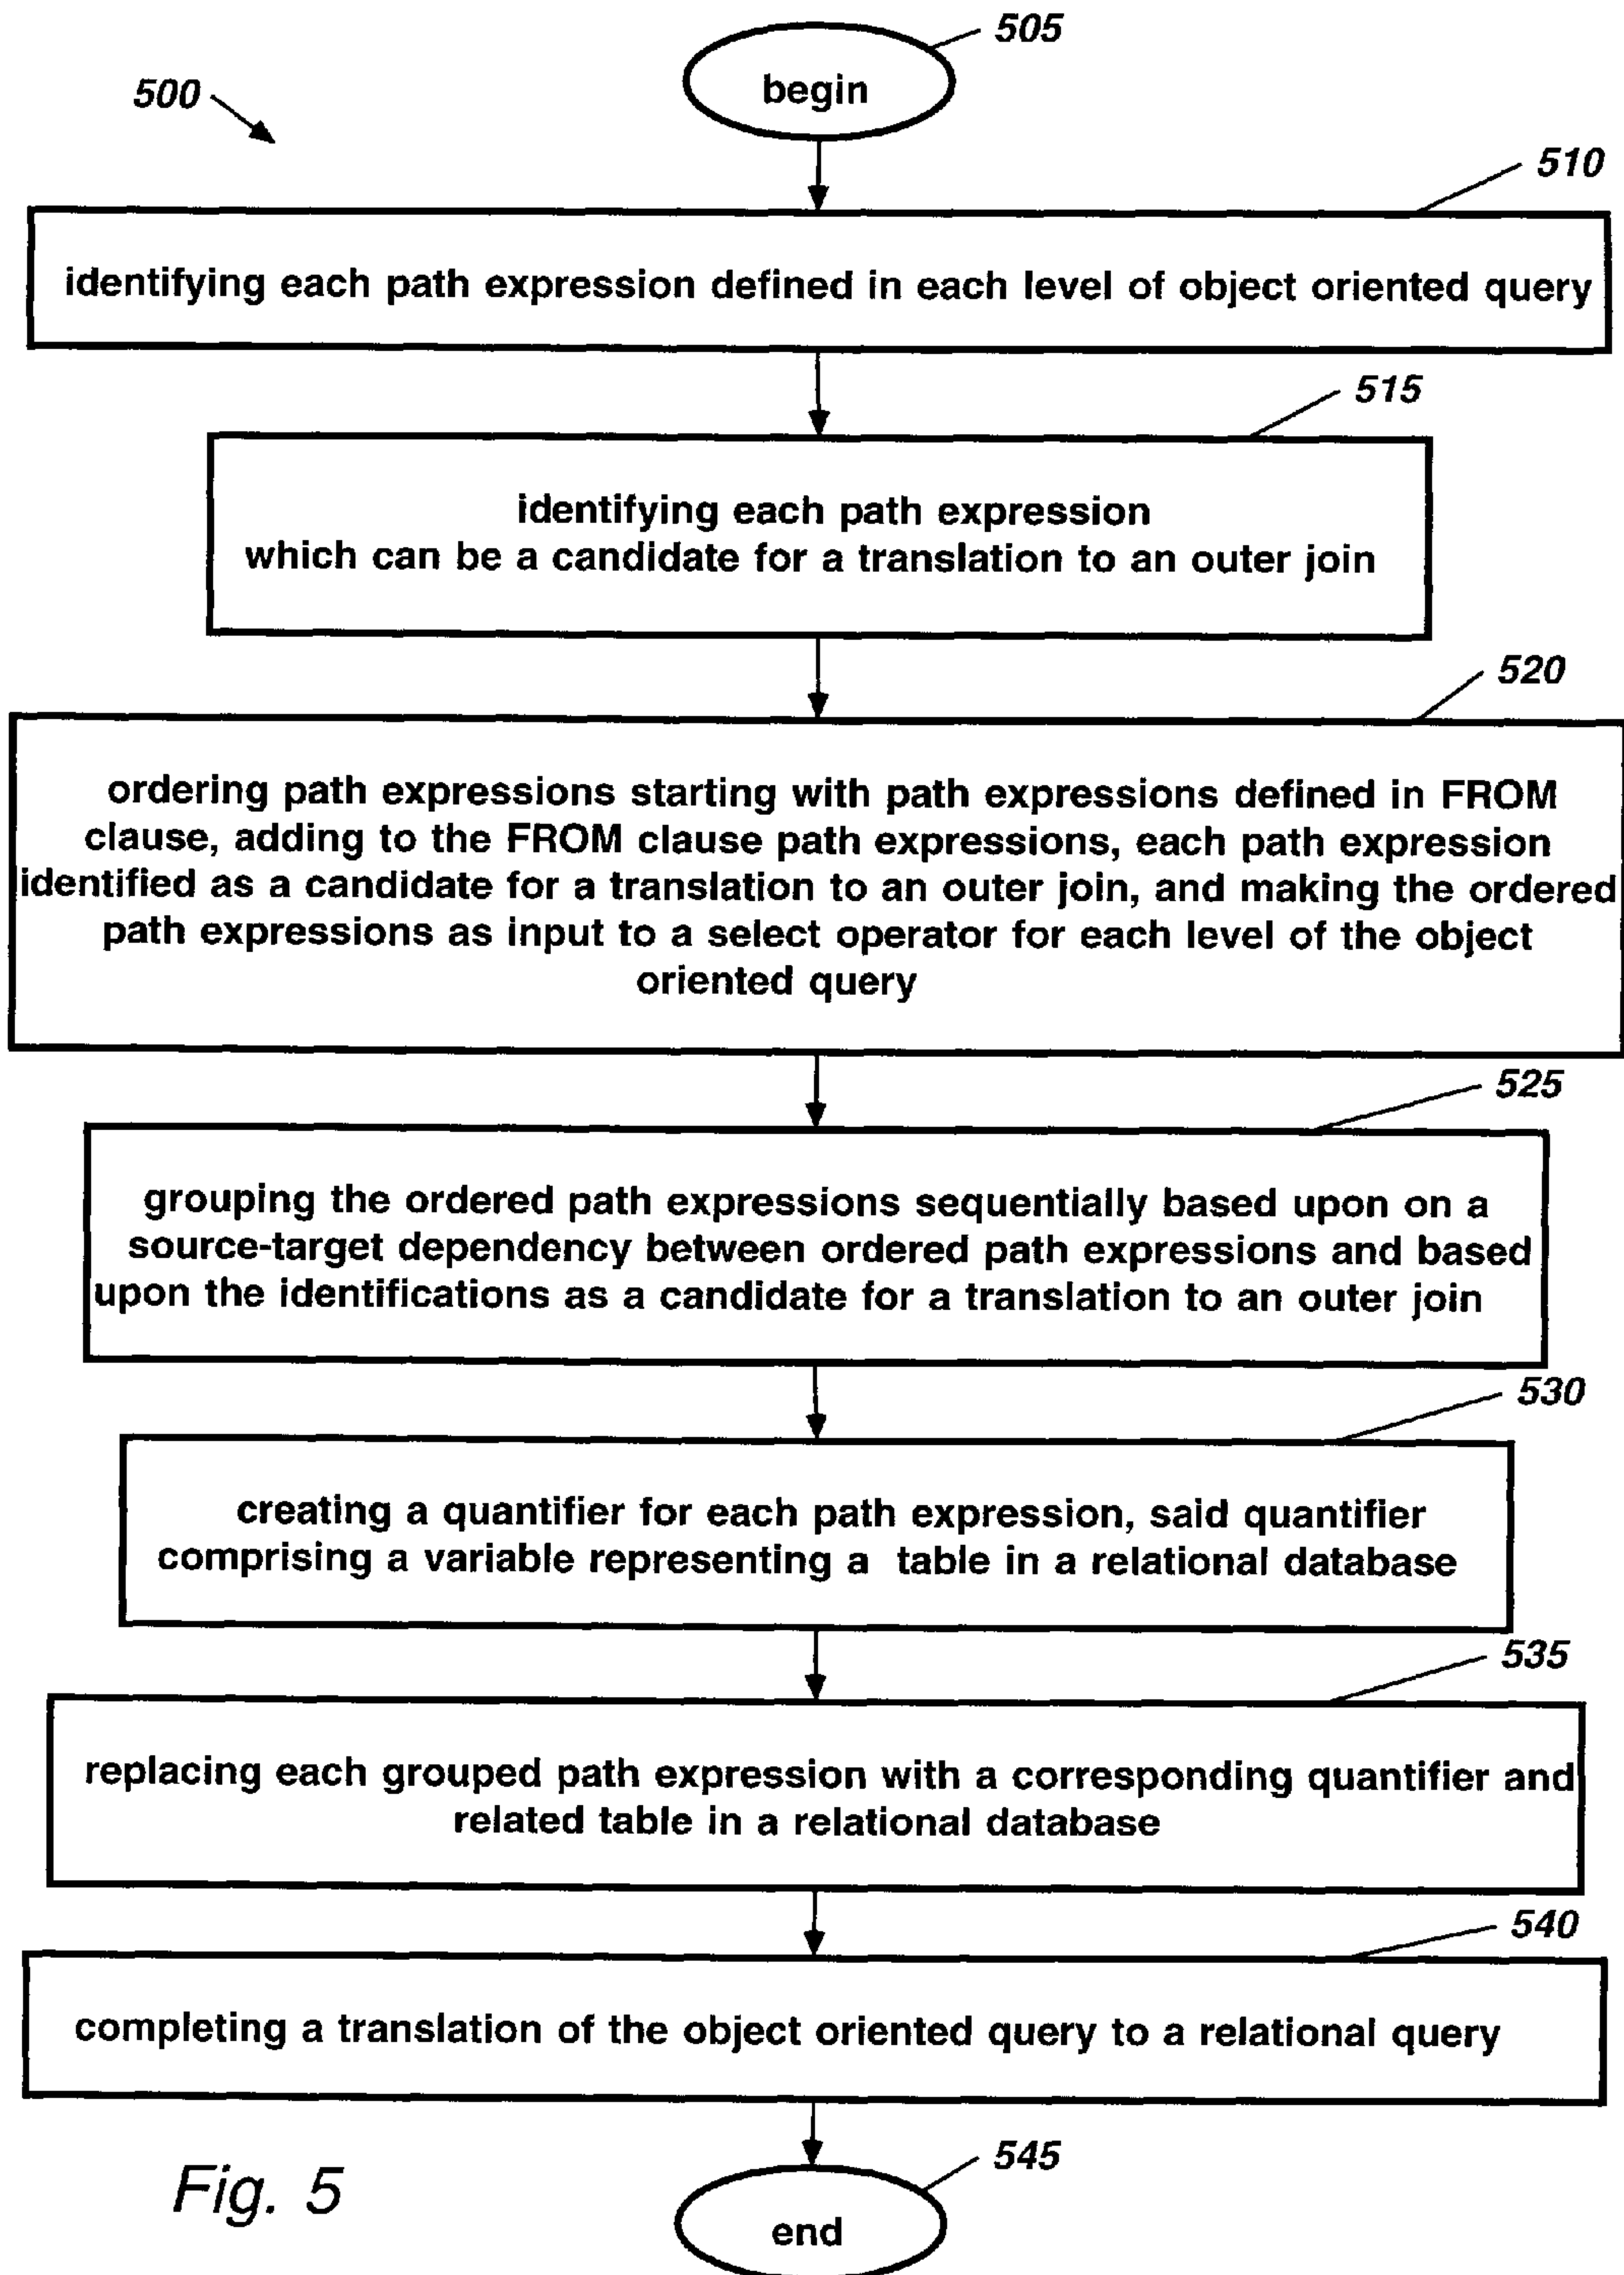 505
begin
500
510
identifying each path expression defined in each level of object oriented query
515
identifying each path expression
which can be a candidate for a translation to an outer join
520
ordering path expressions starting with path expressions defined in FROM
clause, adding to the FROM clause path expressions, each path expression
identified as a candidate for a translation to an outer join, and making the ordered
path expressions as input to a select operator for each level of the object
oriented query
525
grouping the ordered path expressions sequentially based upon on a
source-target dependency between ordered path expressions and based
upon the identifications as a candidate for a translation to an outer join
530
creating a quantifier for each path expression, said quantifier
comprising a variable representing a table in a relational database
535
replacing each grouped path expression with a corresponding quantifier and
related table in a relational database
540
completing a translation of the object oriented query to a relational query
545
Fig. 5
end